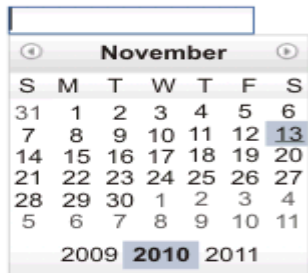 November
S M T W T F S
31 1 2 3 4 5 6
7 8 9 10 11 12 13
14 15 16 17 18 19 20
21 22 23 24 25 26 27
28 29 30 1 2 3 4
5 6 7 8 9 10 11
2009 2010 2011